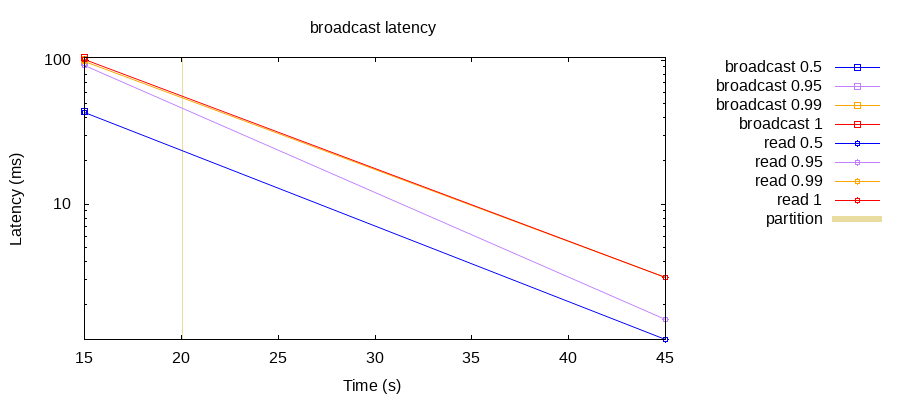 broadcast latency
100
10
Latency (ms)
15 20 25 30 35 40 45
Time (s)
broadcast 0.5
broadcast 0.95
broadcast 0.99
broadcast 1
read 0.5
read 0.95
read 0.99
read 1
partition